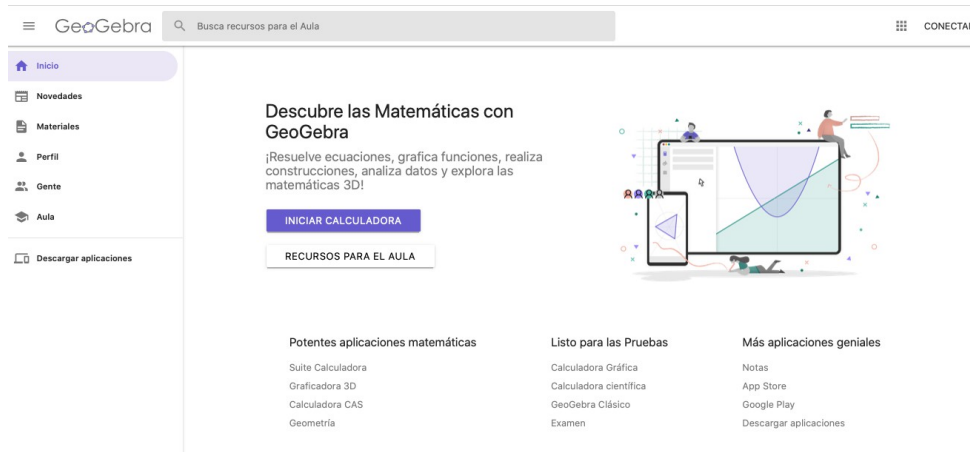 GeoGebra
Busca recursos para el Aula
Inicio
Novedades
Materiales
Perfil
Gente
Aula
Descargar aplicaciones
Descubre las Matemáticas con
GeoGebra
¡Resuelve ecuaciones, grafica funciones, realiza
construcciones, analiza datos y explora las
matemáticas 3D!
INICIAR CALCULADORA
RECURSOS PARA EL AULA
Potentes aplicaciones matemáticas
Suite Calculadora
Graficadora 3D
Calculadora CAS
Geometría
Listo para las Pruebas
Calculadora Gráfica
Calculadora científica
GeoGebra Clásico
Examen
Más aplicaciones geniales
Notas
App Store
Google Play
Descargar aplicaciones